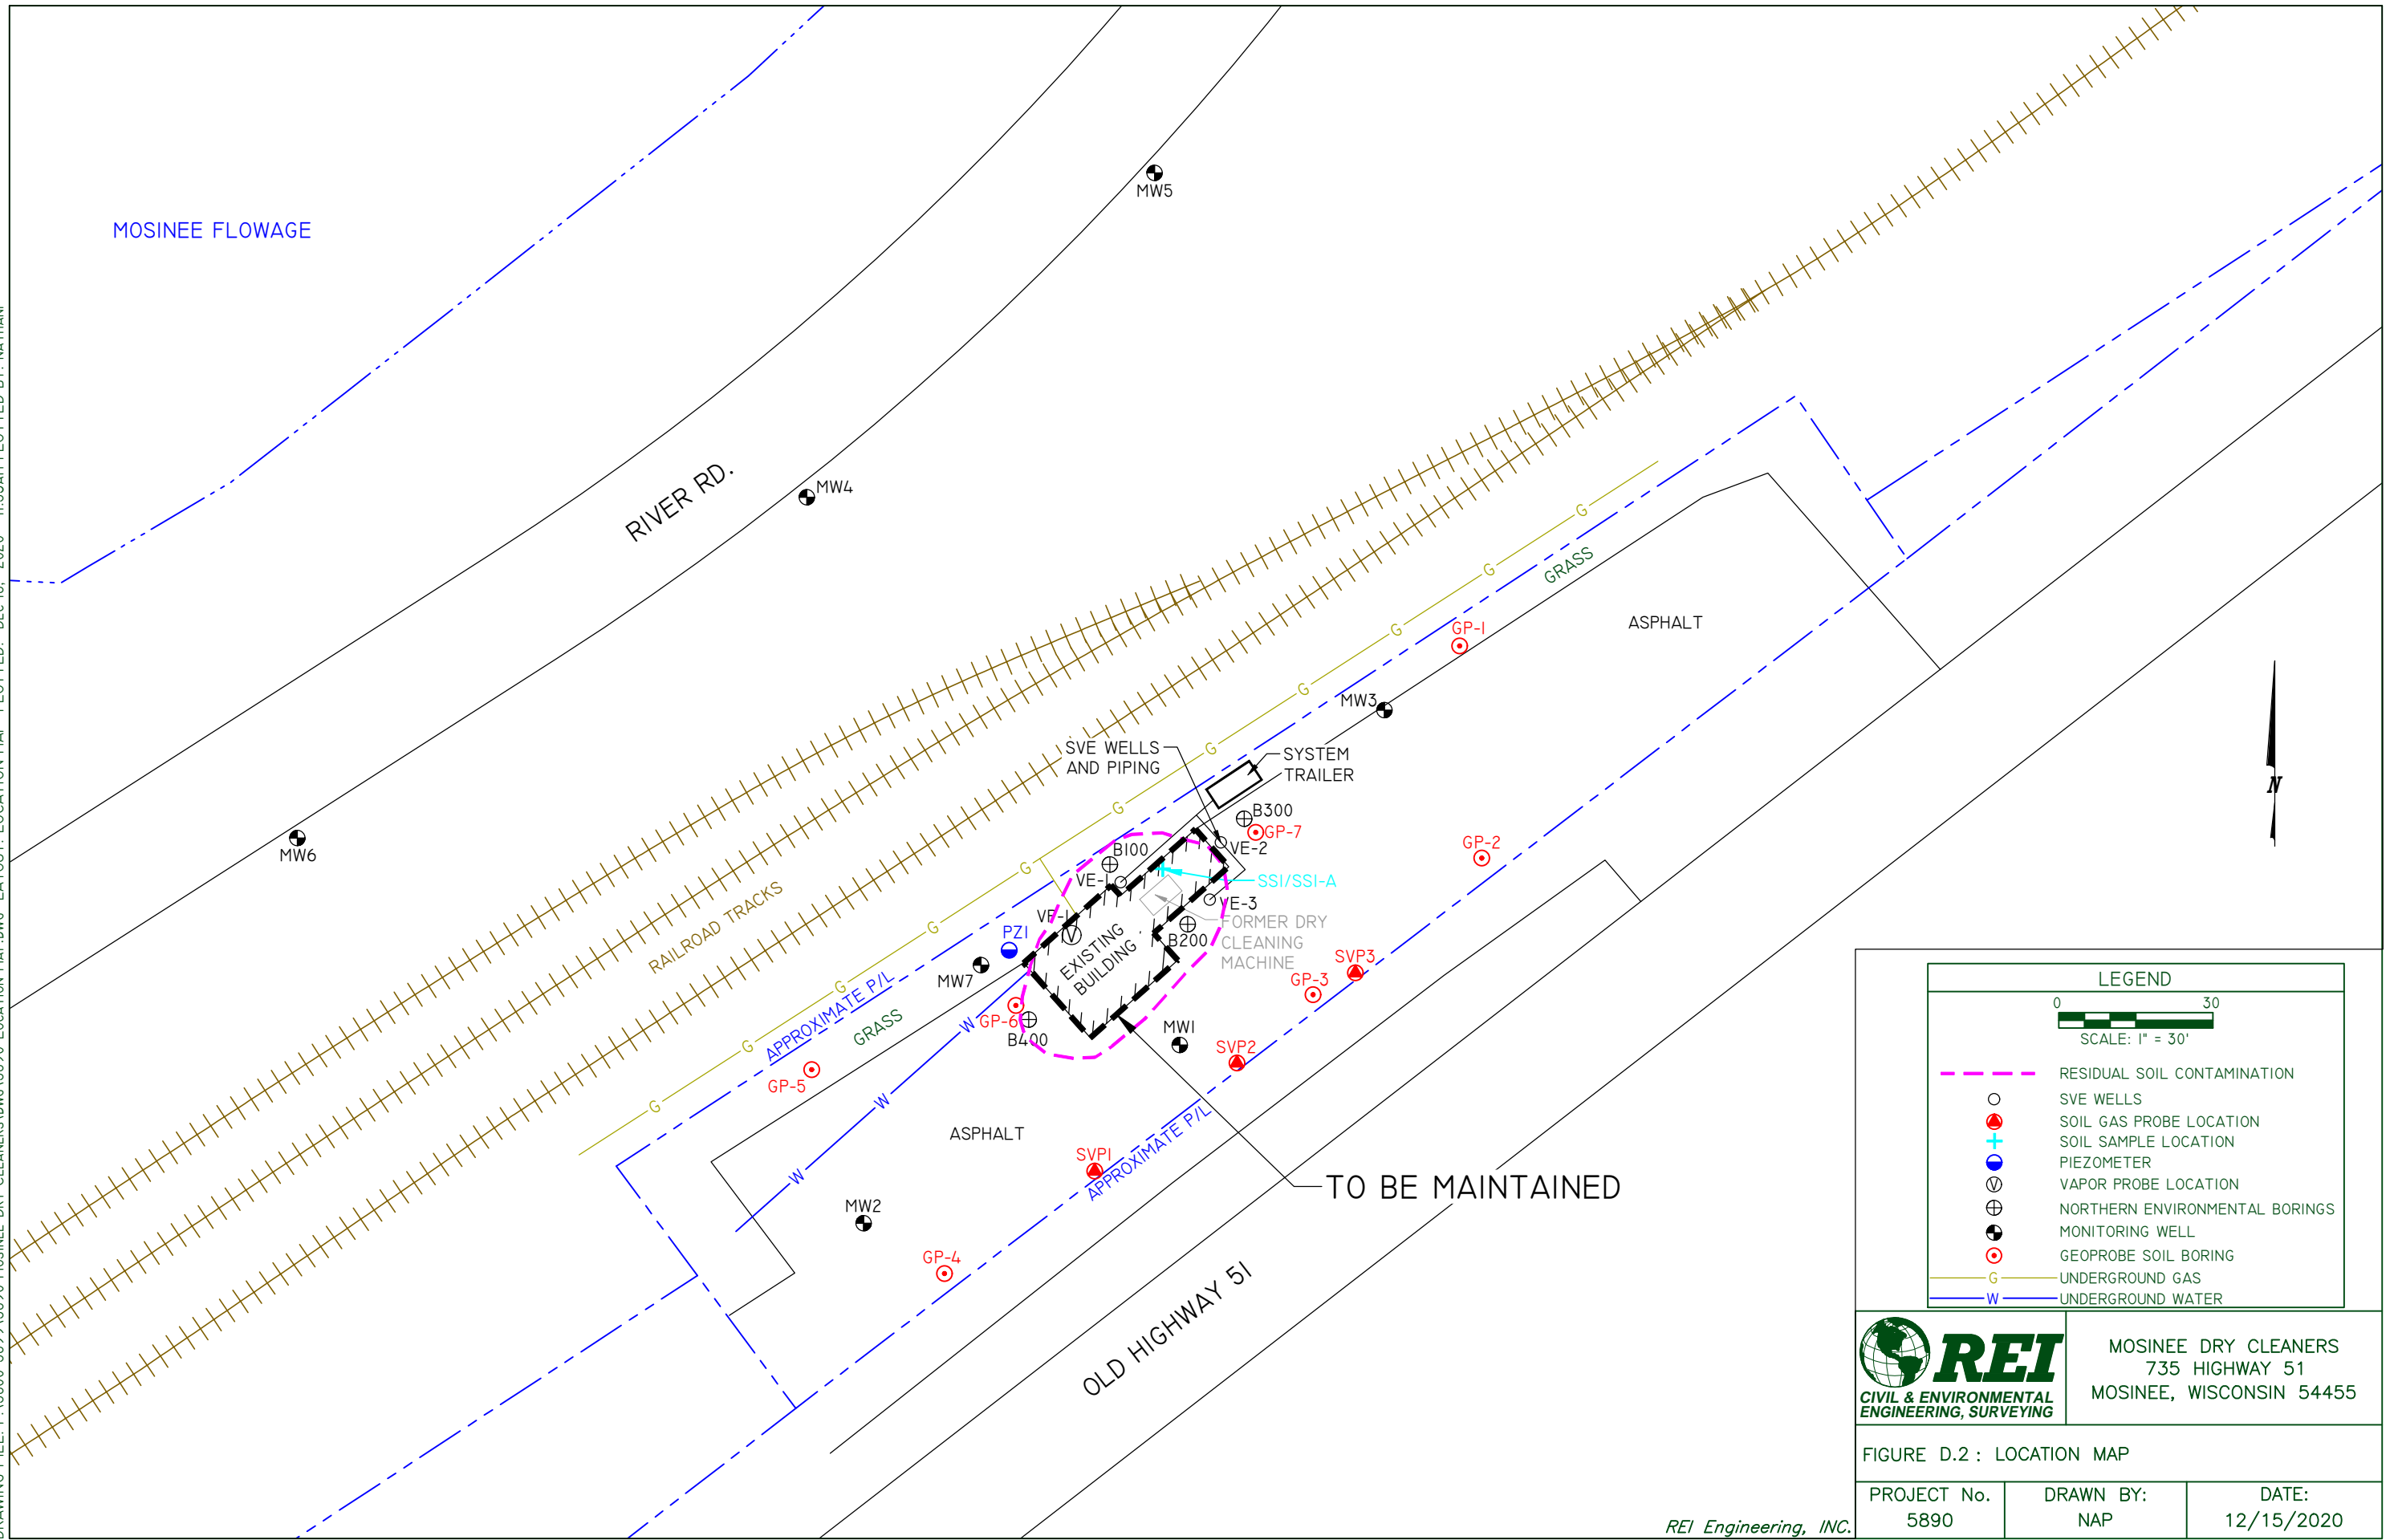 MOSINEE FLOWAGE
MW5
RIVER RD.
MW4
MW6
RAILROAD TRACKS
GRASS
ASPHALT
GP-1
MW3
SVE WELLS
AND PIPING
SYSTEM
TRAILER
B300
GP-7
GP-2
B100
VE-2
VE-1
SS1/SS1-A
VE-3
FORMER DRY
CLEANING
MACHINE
B200
PZ1
EXISTING
BUILDING
MW7
SVP3
GP-3
GP-6
B400
MW1
SVP2
APPROXIMATE P/L
GRASS
GP-5
ASPHALT
SVP1
APPROXIMATE P/L
TO BE MAINTAINED
MW2
GP-4
OLD HIGHWAY 51
G
G
G
G
G
G
G
G
G
G
G
W
W
W
N
LEGEND
0 30
SCALE: 1" = 30'
RESIDUAL SOIL CONTAMINATION
SVE WELLS
SOIL GAS PROBE LOCATION
SOIL SAMPLE LOCATION
PIEZOMETER
V VAPOR PROBE LOCATION
NORTHERN ENVIRONMENTAL BORINGS
MONITORING WELL
GEOPROBE SOIL BORING
G UNDERGROUND GAS
W UNDERGROUND WATER
REI
CIVIL & ENVIRONMENTAL
ENGINEERING, SURVEYING
MOSINEE DRY CLEANERS
735 HIGHWAY 51
MOSINEE, WISCONSIN 54455
FIGURE D.2 : LOCATION MAP
PROJECT No.
5890
DRAWN BY:
NAP
DATE:
12/15/2020
REI Engineering, INC.